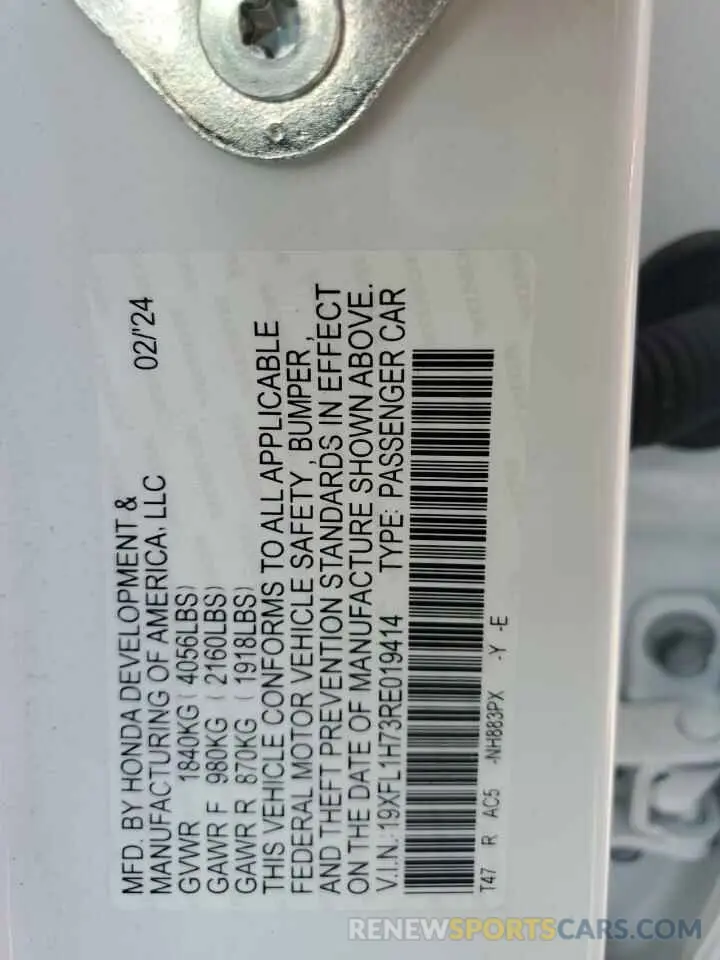 MFD. BY HONDA DEVELOPMENT & 02/'24
MANUFACTURING OF AMERICA, LLC
GVWR 1840KG (4056LBS)
GAWR F 980KG (2160LBS)
GAWR R 870KG (1918LBS)
THIS VEHICLE CONFORMS TO ALL APPLICABLE
FEDERAL MOTOR VEHICLE SAFETY, BUMPER,
AND THEFT PREVENTION STANDARDS IN EFFECT
ON THE DATE OF MANUFACTURE SHOWN ABOVE.
V.I.N.: 19XFL1H73RE019414 TYPE: PASSENGER CAR
T47 R AC5 -NH883PX -Y -E
RENEWSPORTSCARS.COM